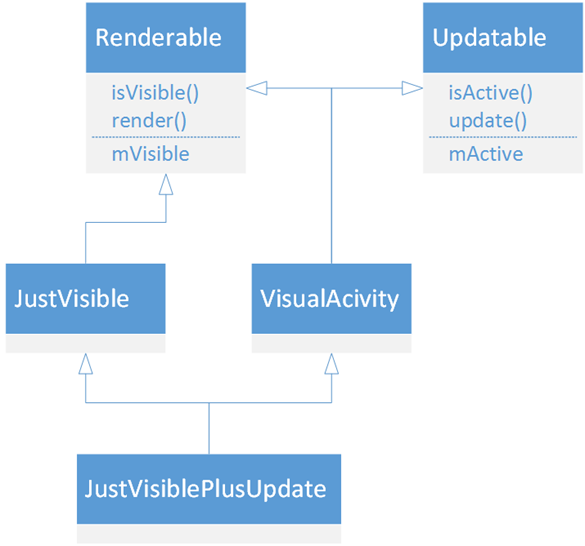 Renderable
isVisible()
render()
mVisible
Updatable
isActive()
update()
mActive
JustVisible
VisualAcivity
JustVisiblePlusUpdate